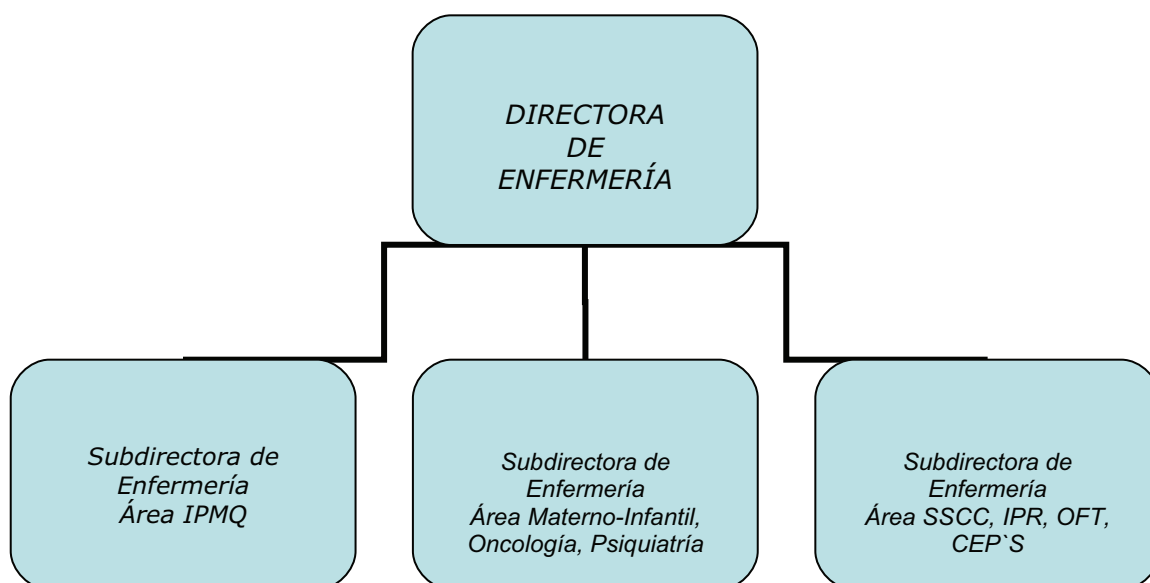 DIRECTORA
DE
ENFERMERÍA
Subdirectora de
Enfermería
Área IPMQ
Subdirectora de
Enfermería
Área Materno-Infantil,
Oncología, Psiquiatría
Subdirectora de
Enfermería
Área SSCC, IPR, OFT,
CEP`S